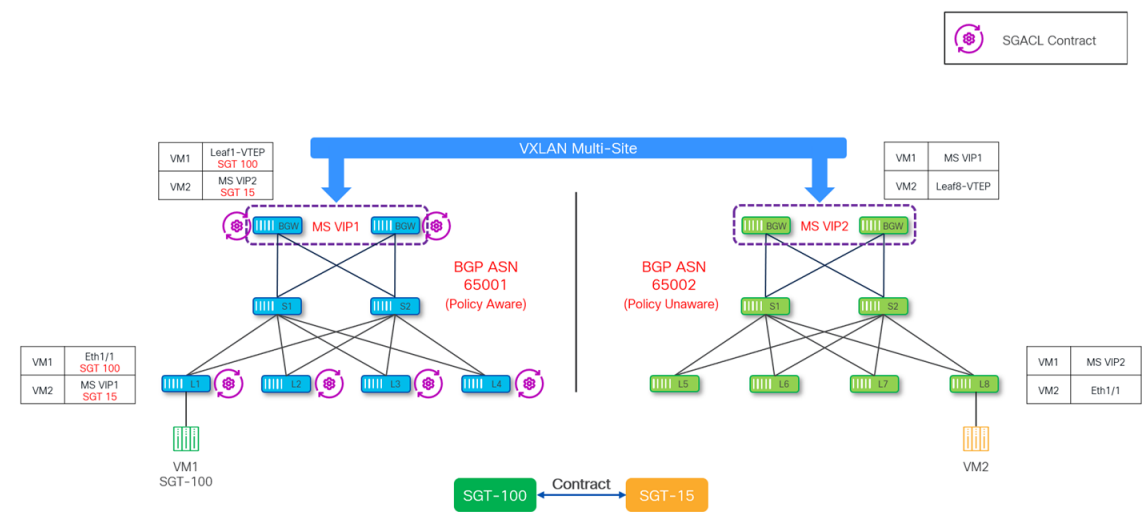 SGACL Contract
VXLAN Multi-Site
VM1
Leaf1-VTEP
SGT 100
VM2
MS VIP2
SGT 15
VM1
MS VIP1
VM2
Leaf8-VTEP
BGW
MS VIP1
BGW
BGW
MS VIP2
BGW
BGP ASN
65001
(Policy Aware)
BGP ASN
65002
(Policy Unaware)
S1
S2
S1
S2
VM1
Eth1/1
SGT 100
VM2
MS VIP1
SGT 15
L1
L2
L3
L4
L5
L6
L7
L8
VM1
MS VIP2
VM2
Eth1/1
VM1
SGT-100
VM2
SGT-100
Contract
SGT-15